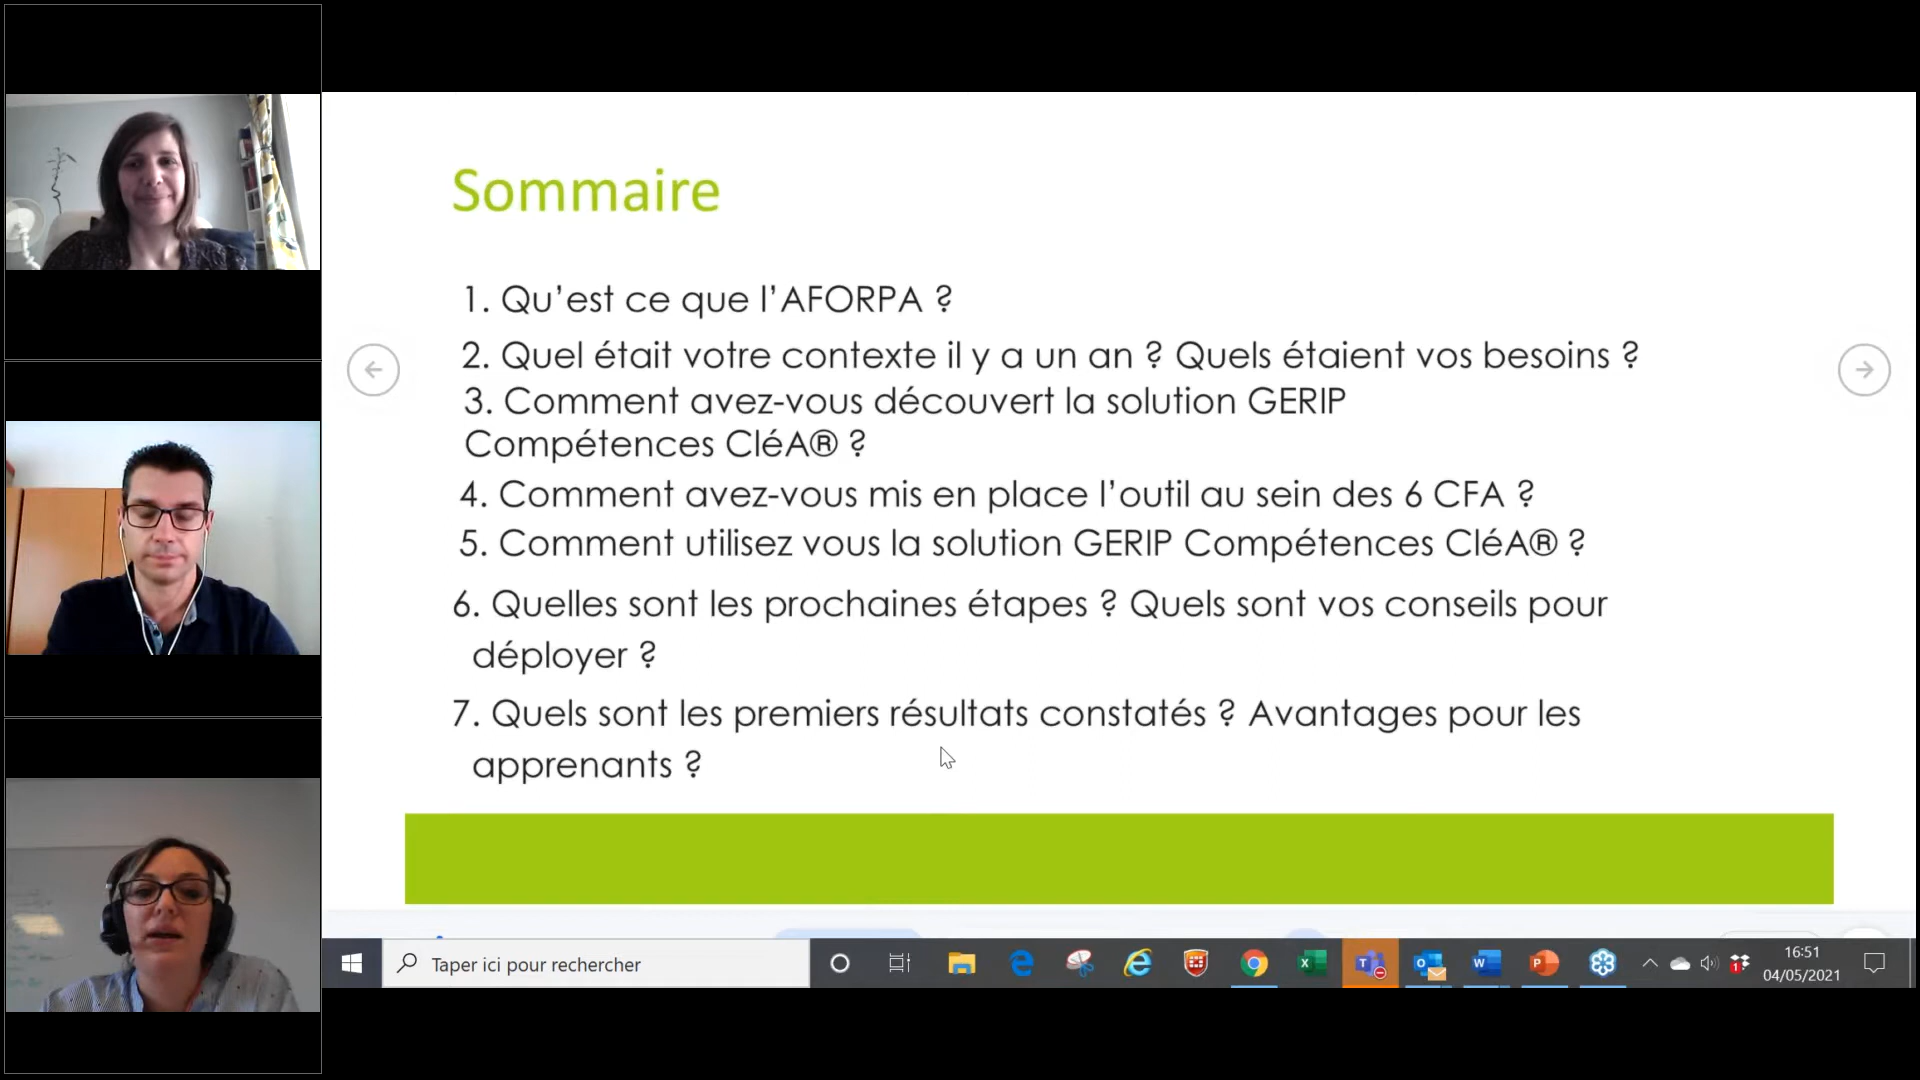 Sommaire
1. Qu’est ce que l’AFORPA ?
2. Quel était votre contexte il y a un an ? Quels étaient vos besoins ?
3. Comment avez-vous découvert la solution GERIP
Compétences CléA® ?
4. Comment avez-vous mis en place l’outil au sein des 6 CFA ?
5. Comment utilisez vous la solution GERIP Compétences CléA® ?
6. Quelles sont les prochaines étapes ? Quels sont vos conseils pour
déployer ?
7. Quels sont les premiers résultats constatés ? Avantages pour les
apprenants ?
Taper ici pour rechercher
16:51
04/05/2021